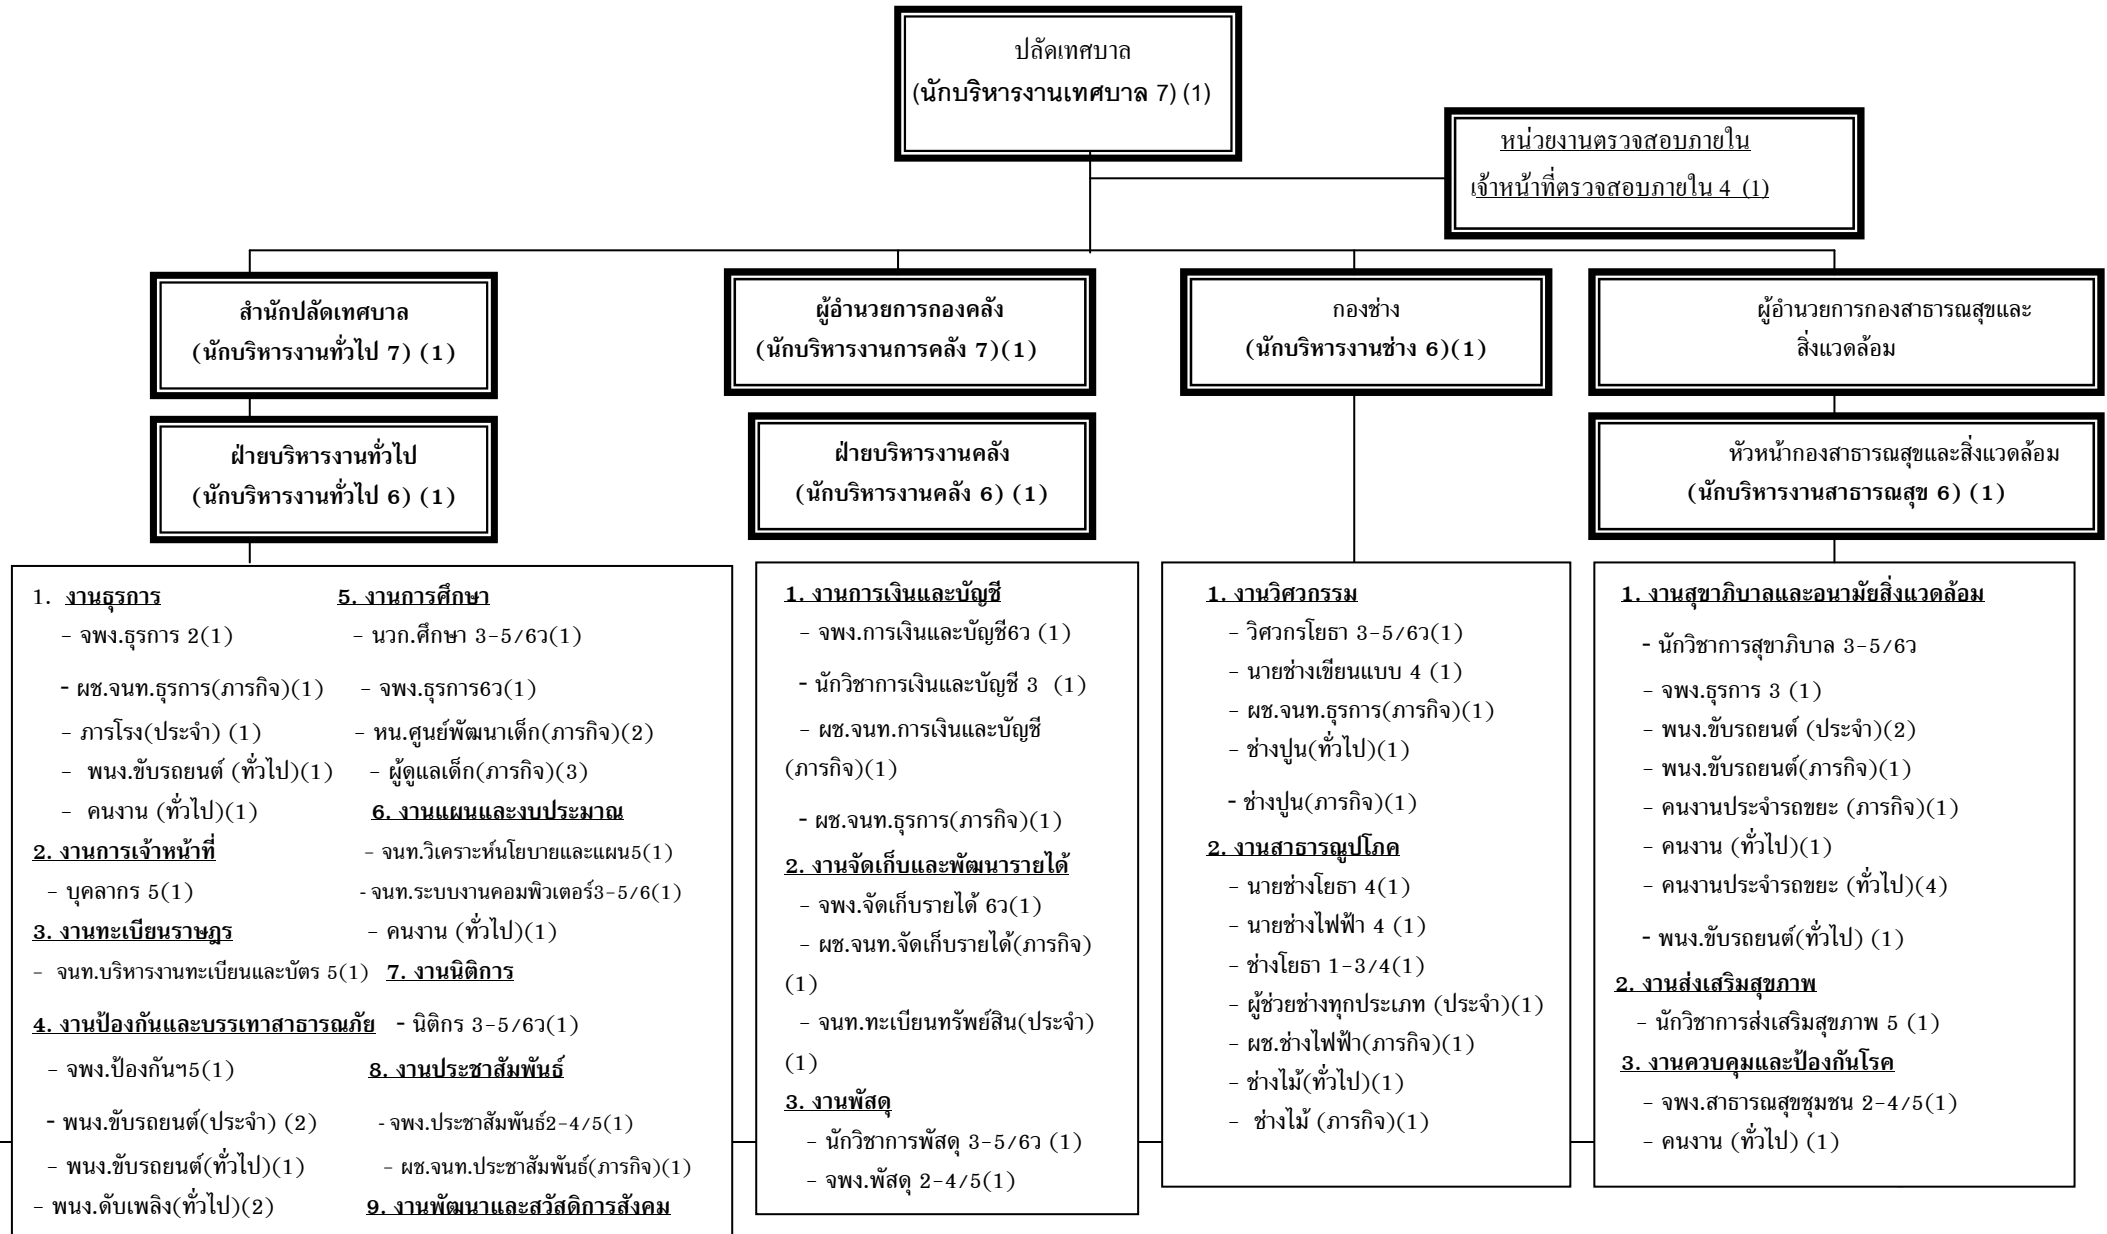 ปลัดเทศบาล
(นักบริหารงานเทศบาล 7) (1)
หน่วยงานตรวจสอบภายใน
เจ้าหน้าที่ตรวจสอบภายใน 4 (1)
สำนักปลัดเทศบาล
(นักบริหารงานทั่วไป 7) (1)
ผู้อำนวยการกองคลัง
(นักบริหารงานการคลัง 7)(1)
กองช่าง
(นักบริหารงานช่าง 6)(1)
ผู้อำนวยการกองสาธารณสุขและ
สิ่งแวดล้อม
ฝ่ายบริหารงานทั่วไป
(นักบริหารงานทั่วไป 6) (1)
ฝ่ายบริหารงานคลัง
(นักบริหารงานคลัง 6) (1)
หัวหน้ากองสาธารณสุขและสิ่งแวดล้อม
(นักบริหารงานสาธารณสุข 6) (1)
1. งานธุรการ
- จพง.ธุรการ 2(1)
- ผช.จนท.ธุรการ(ภารกิจ)(1)
- ภารโรง(ประจำ) (1)
- พนง.ขับรถยนต์ (ทั่วไป)(1)
- คนงาน (ทั่วไป)(1)
2. งานการเจ้าหน้าที่
- บุคลากร 5(1)
3. งานทะเบียนราษฎร
- จนท.บริหารงานทะเบียนและบัตร 5(1)
4. งานป้องกันและบรรเทาสาธารณภัย
- จพง.ป้องกันฯ5(1)
- พนง.ขับรถยนต์(ประจำ) (2)
- พนง.ขับรถยนต์(ทั่วไป)(1)
- พนง.ดับเพลิง(ทั่วไป)(2)
5. งานการศึกษา
- นวก.ศึกษา 3-5/6ว(1)
- จพง.ธุรการ6ว(1)
- หน.ศูนย์พัฒนาเด็ก(ภารกิจ)(2)
- ผู้ดูแลเด็ก(ภารกิจ)(3)
6. งานแผนและงบประมาณ
- จนท.วิเคราะห์นโยบายและแผน5(1)
- จนท.ระบบงานคอมพิวเตอร์3-5/6(1)
- คนงาน (ทั่วไป)(1)
7. งานนิติการ
- นิติกร 3-5/6ว(1)
8. งานประชาสัมพันธ์
- จพง.ประชาสัมพันธ์2-4/5(1)
- ผช.จนท.ประชาสัมพันธ์(ภารกิจ)(1)
9. งานพัฒนาและสวัสดิการสังคม
1. งานการเงินและบัญชี
- จพง.การเงินและบัญชี6ว (1)
- นักวิชาการเงินและบัญชี 3 (1)
- ผช.จนท.การเงินและบัญชี
(ภารกิจ)(1)
- ผช.จนท.ธุรการ(ภารกิจ)(1)
2. งานจัดเก็บและพัฒนารายได้
- จพง.จัดเก็บรายได้ 6ว(1)
- ผช.จนท.จัดเก็บรายได้(ภารกิจ)
(1)
- จนท.ทะเบียนทรัพย์สิน(ประจำ)
(1)
3. งานพัสดุ
- นักวิชาการพัสดุ 3-5/6ว (1)
- จพง.พัสดุ 2-4/5(1)
1. งานวิศวกรรม
- วิศวกรโยธา 3-5/6ว(1)
- นายช่างเขียนแบบ 4 (1)
- ผช.จนท.ธุรการ(ภารกิจ)(1)
- ช่างปูน(ทั่วไป)(1)
- ช่างปูน(ภารกิจ)(1)
2. งานสาธารณูปโภค
- นายช่างโยธา 4(1)
- นายช่างไฟฟ้า 4 (1)
- ช่างโยธา 1-3/4(1)
- ผู้ช่วยช่างทุกประเภท (ประจำ)(1)
- ผช.ช่างไฟฟ้า(ภารกิจ)(1)
- ช่างไม้(ทั่วไป)(1)
- ช่างไม้ (ภารกิจ)(1)
1. งานสุขาภิบาลและอนามัยสิ่งแวดล้อม
- นักวิชาการสุขาภิบาล 3-5/6ว
- จพง.ธุรการ 3 (1)
- พนง.ขับรถยนต์ (ประจำ)(2)
- พนง.ขับรถยนต์(ภารกิจ)(1)
- คนงานประจำรถขยะ (ภารกิจ)(1)
- คนงาน (ทั่วไป)(1)
- คนงานประจำรถขยะ (ทั่วไป)(4)
- พนง.ขับรถยนต์(ทั่วไป) (1)
2. งานส่งเสริมสุขภาพ
- นักวิชาการส่งเสริมสุขภาพ 5 (1)
3. งานควบคุมและป้องกันโรค
- จพง.สาธารณสุขชุมชน 2-4/5(1)
- คนงาน (ทั่วไป) (1)